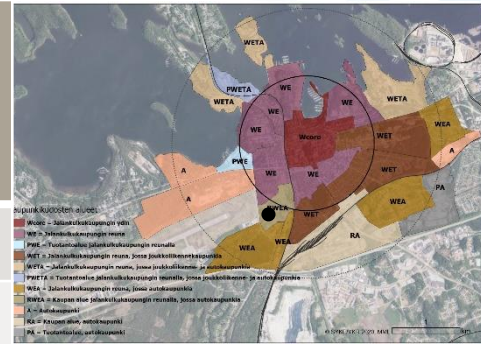 WETA
PWETA
WETA
WE
WE
WE
WE
WETA
Wcore
WET
WEA
A
PWE
A
WE
WE
WET
PA
A
RWEA
WET
WEA
WEA
WEA
RA
aupunkikudosten alueet
Wcore = Jalankulkukaupungin ydin
WE = Jalankulkukaupungin reuna
PWE = Tuotantoalue jalankulkukaupungin reunalla
WET = Jalankulkukaupungin reuna, jossa joukkoliikennekaupunkia
WETA = Jalankulkukaupungin reuna, jossa joukkoliikenne- ja autokaupunkia
PWETA = Tuotantoalue jalankulkukaupungin reunalla, jossa joukkoliikenne- ja autokaupunkia
WEA = Jalankulkukaupungin reuna, jossa autokaupunkia
RWEA = Kaupan alue jalankulkukaupungin reunalla, jossa autokaupunkia
A = Autokaupunki
RA = Kaupan alue, autokaupunki
PA = Tuotantoalue, autokaupunki